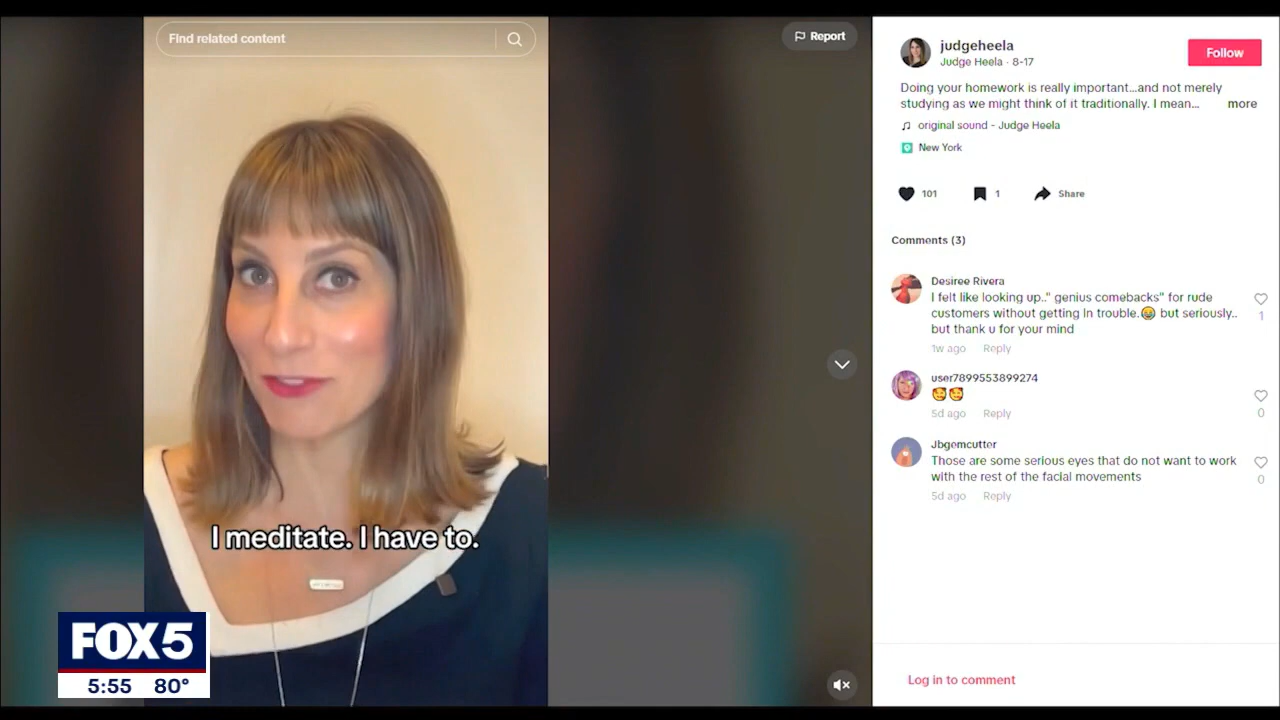 Find related content
Report
judgeheela
Judge Heela · 8-17
Follow
Doing your homework is really important...and not merely
studying as we might think of it traditionally. I mean... more
original sound - Judge Heela
New York
101
1
Share
Comments (3)
Desiree Rivera
I felt like looking up.." genius comebacks" for rude
customers without getting In trouble.😂 but seriously..
but thank u for your mind
1w ago Reply
1
user7899553899274
🥰🥰
5d ago Reply
0
Jbgemcutter
Those are some serious eyes that do not want to work
with the rest of the facial movements
5d ago Reply
0
Log in to comment
I meditate. I have to.
FOX5
5:55 80°